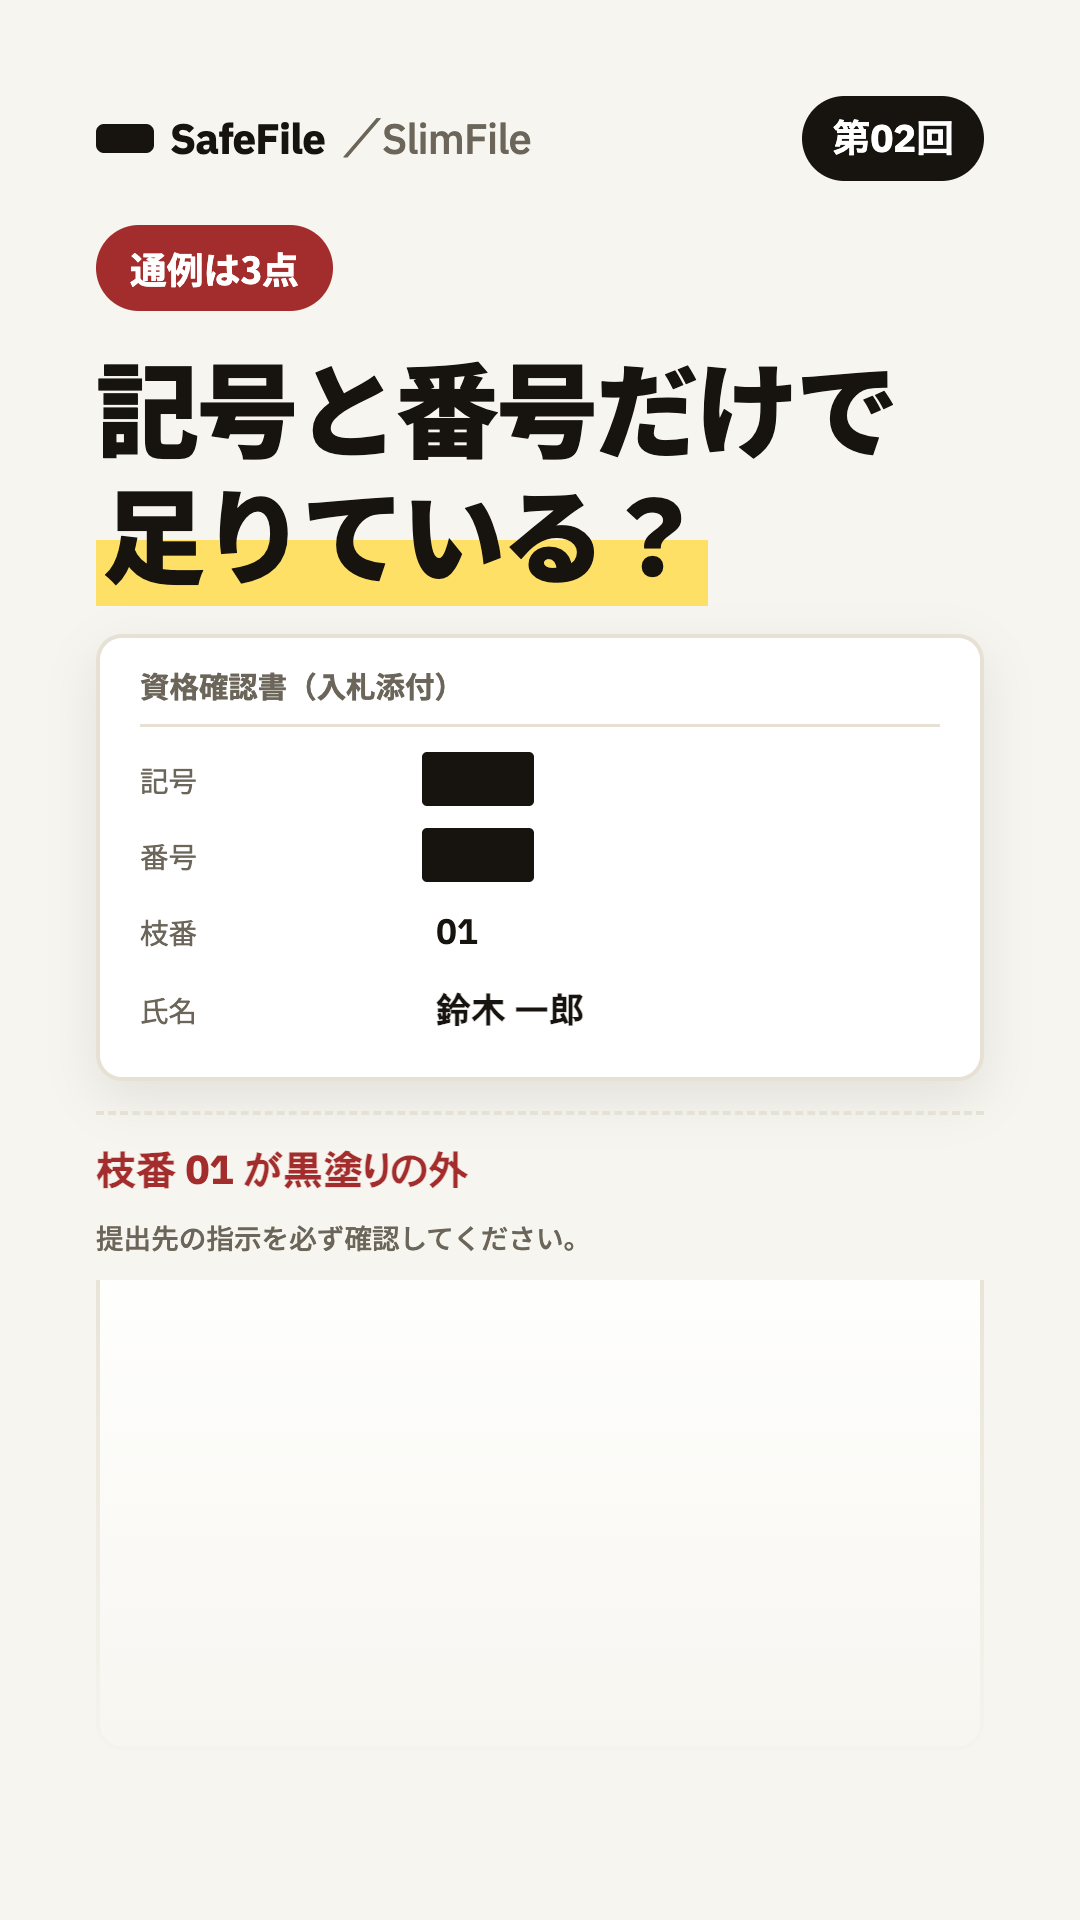 SafeFile ／SlimFile
第02回
通例は3点
記号と番号だけで
足りている？
資格確認書（入札添付）
記号
番号
枝番 01
氏名 鈴木 一郎
枝番 01 が黒塗りの外
提出先の指示を必ず確認してください。